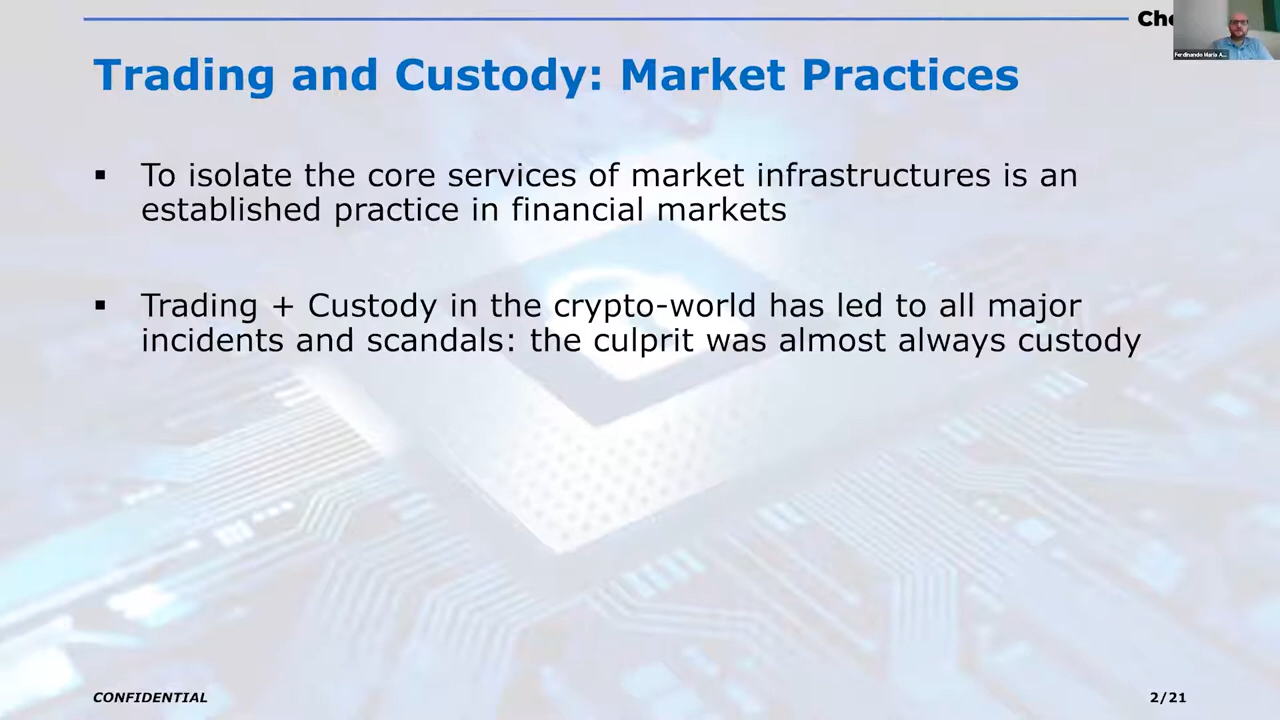 Che
Ferdinando Maria A...
Trading and Custody: Market Practices
▪ To isolate the core services of market infrastructures is an
established practice in financial markets
▪ Trading + Custody in the crypto-world has led to all major
incidents and scandals: the culprit was almost always custody
CONFIDENTIAL
2/21